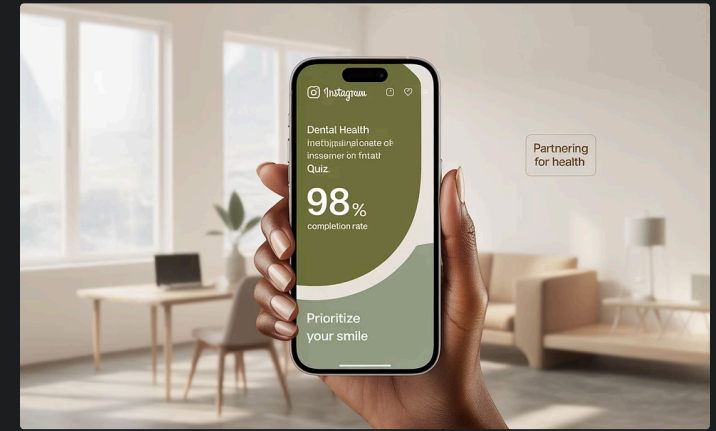 Instagram
Dental Health
Quiz
98%
completion rate
Prioritize
your smile
Partnering
for health